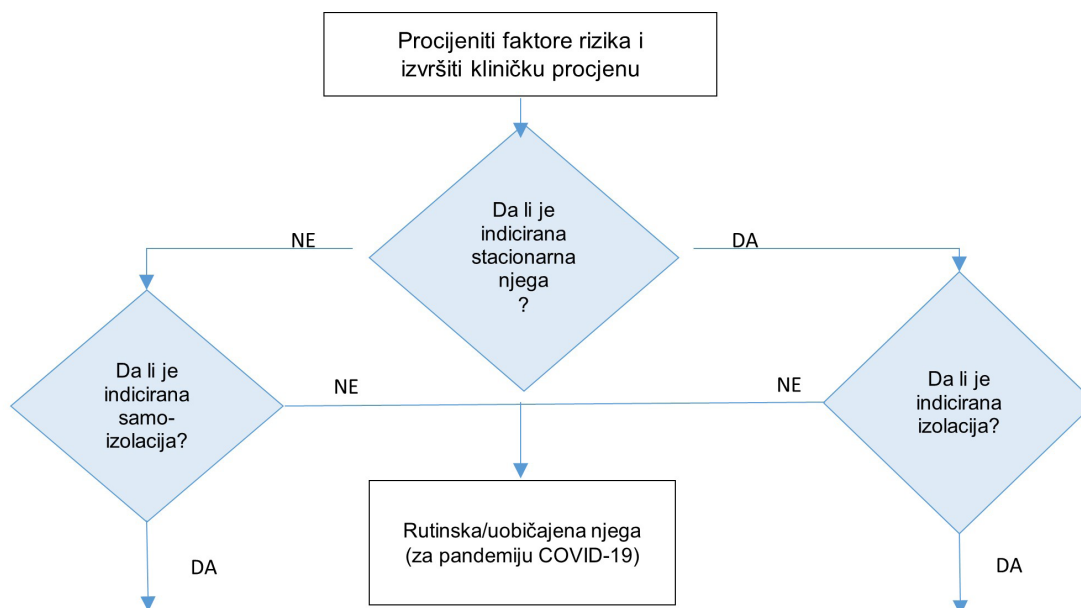 Procijeniti faktore rizika i
izvršiti kliničku procjenu
Da li je
indicirana
stacionarna
njega
?
NE
DA
Da li je
indicirana
samo-
izolacija?
NE
NE
Da li je
indicirana
izolacija?
Rutinska/uobičajena njega
(za pandemiju COVID-19)
DA
DA